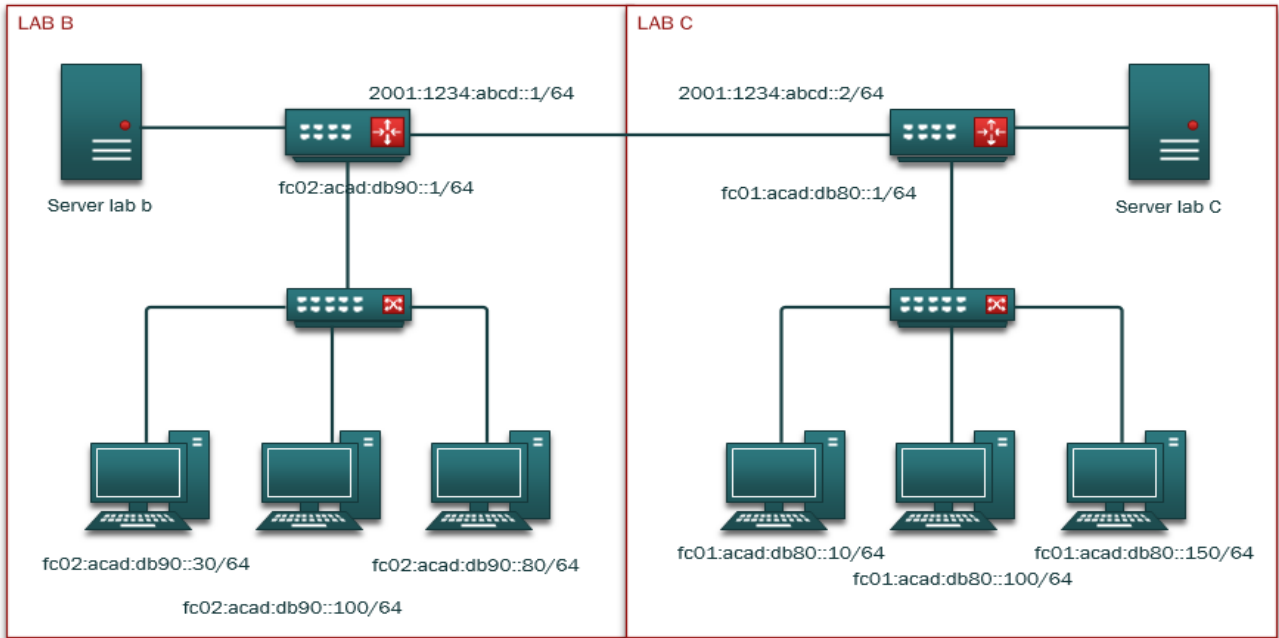 LAB B
LAB C
2001:1234:abcd::1/64
2001:1234:abcd::2/64
fc02:acad:db90::1/64
fc01:acad:db80::1/64
Server lab b
Server lab C
fc02:acad:db90::30/64
fc02:acad:db90::80/64
fc02:acad:db90::100/64
fc01:acad:db80::10/64
fc01:acad:db80::150/64
fc01:acad:db80::100/64